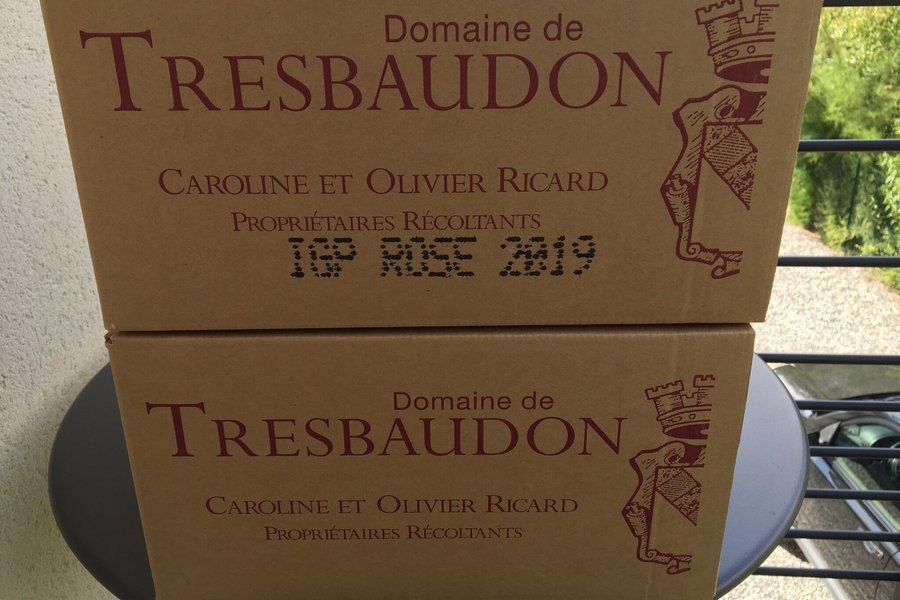 Domaine de
TRESBAUDON
CAROLINE ET OLIVIER RICARD
PROPRIÉTAIRES RÉCOLTANTS
IGP ROSE 2019
Domaine de
TRESBAUDON
CAROLINE ET OLIVIER RICARD
PROPRIÉTAIRES RÉCOLTANTS